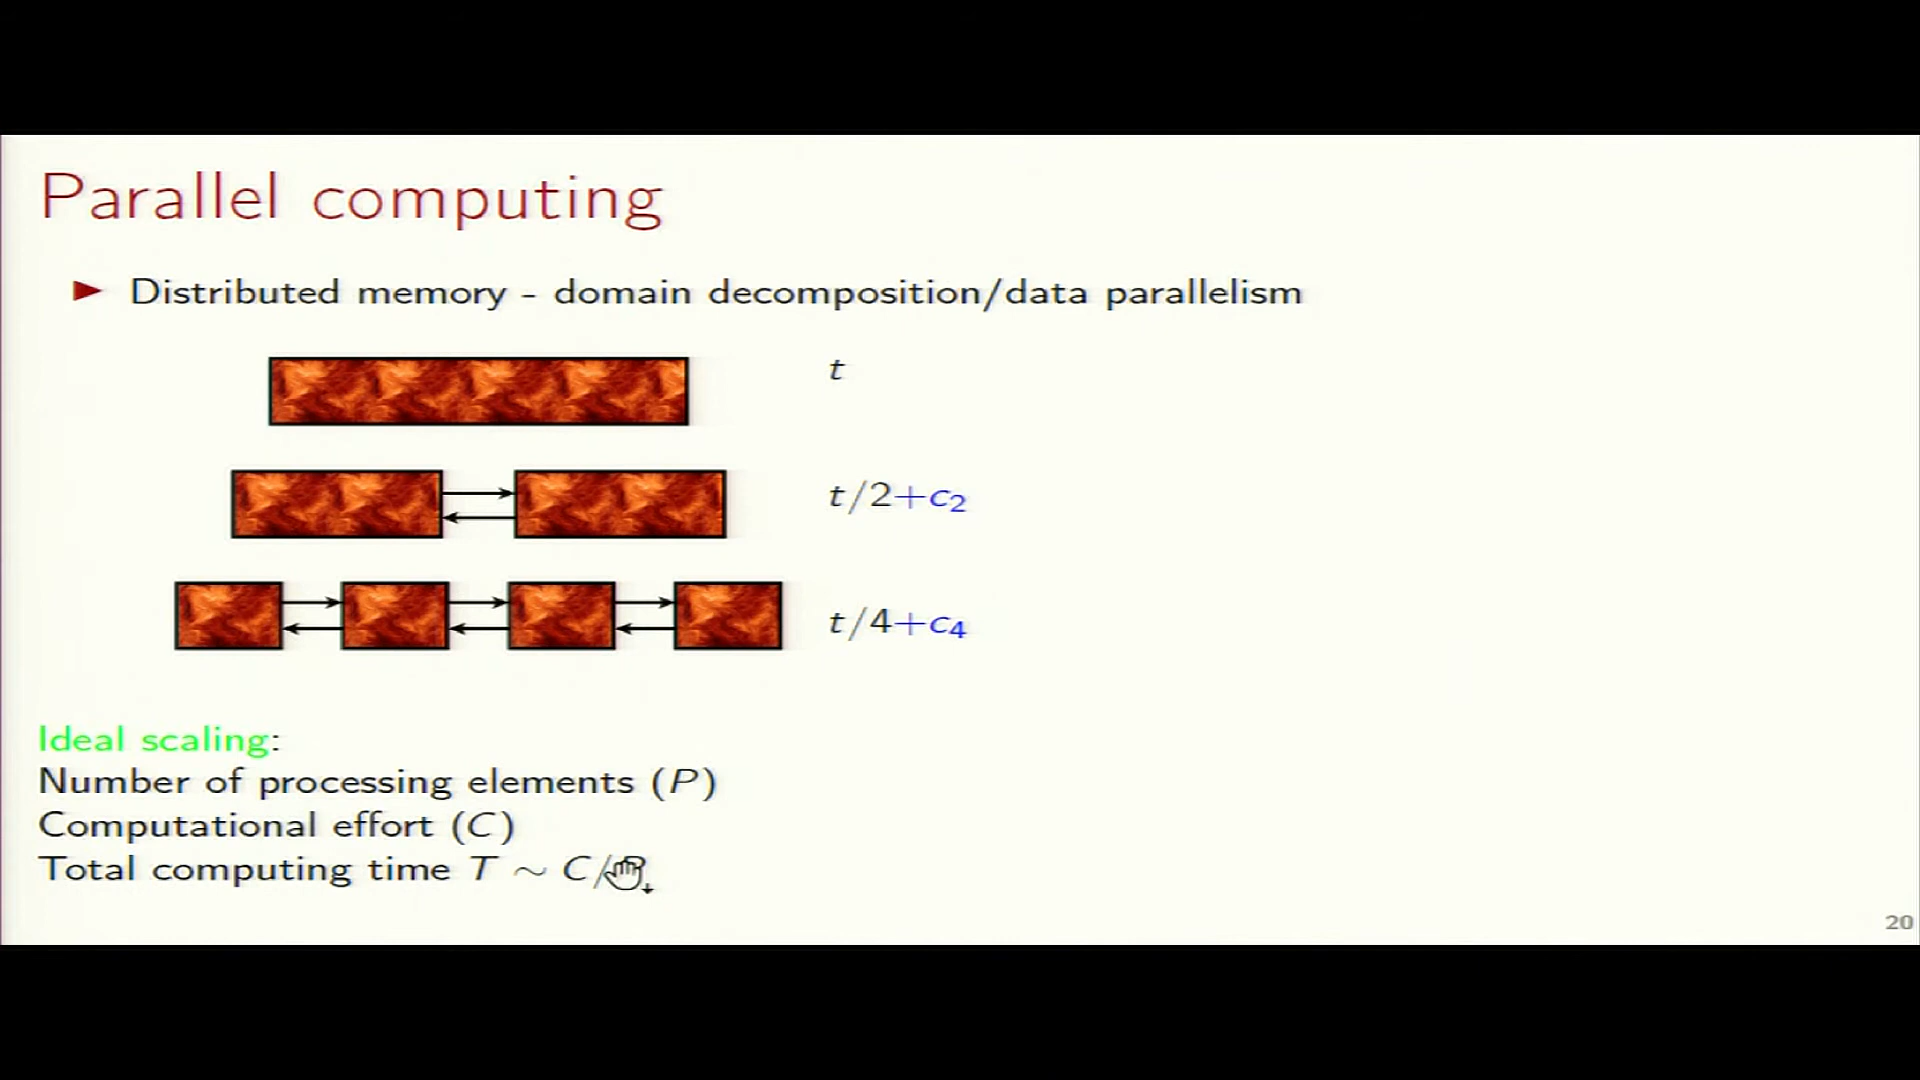 Parallel computing
Distributed memory - domain decomposition/data parallelism
t
t/2+c₂
t/4+c₄
Ideal scaling:
Number of processing elements (P)
Computational effort (C)
Total computing time T ∼ C/
20